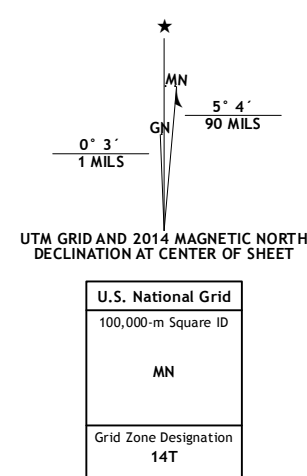 MN
GN
5° 4´
90 MILS
0° 3´
1 MILS
UTM GRID AND 2014 MAGNETIC NORTH
DECLINATION AT CENTER OF SHEET
U.S. National Grid
100,000-m Square ID
MN
Grid Zone Designation
14T